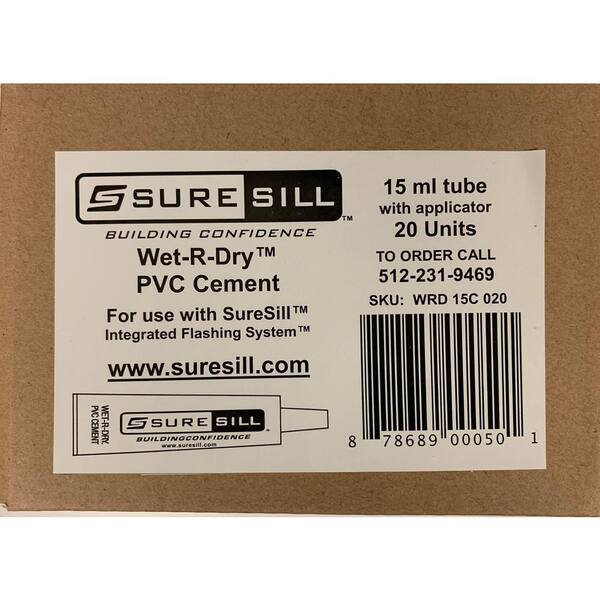 SURE SILL™
BUILDING CONFIDENCE
Wet-R-Dry™
PVC Cement
For use with SureSill™
Integrated Flashing System™
www.suresill.com
WET-R-DRY.
PVC CEMENT
SURE SILL™
BUILDINGCONFIDENCE
www.suresill.com
15 ml tube
with applicator
20 Units
TO ORDER CALL
512-231-9469
SKU: WRD 15C 020
8 78689 00050 1